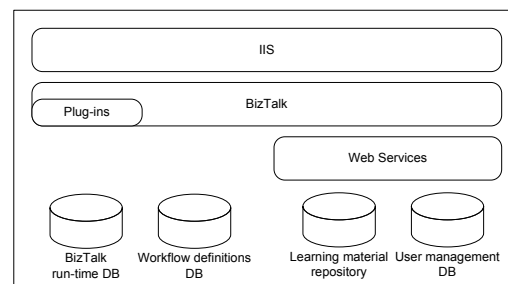 IIS
BizTalk
Plug-ins
Web Services
BizTalk
run-time DB
Workflow definitions
DB
Learning material
repository
User management
DB